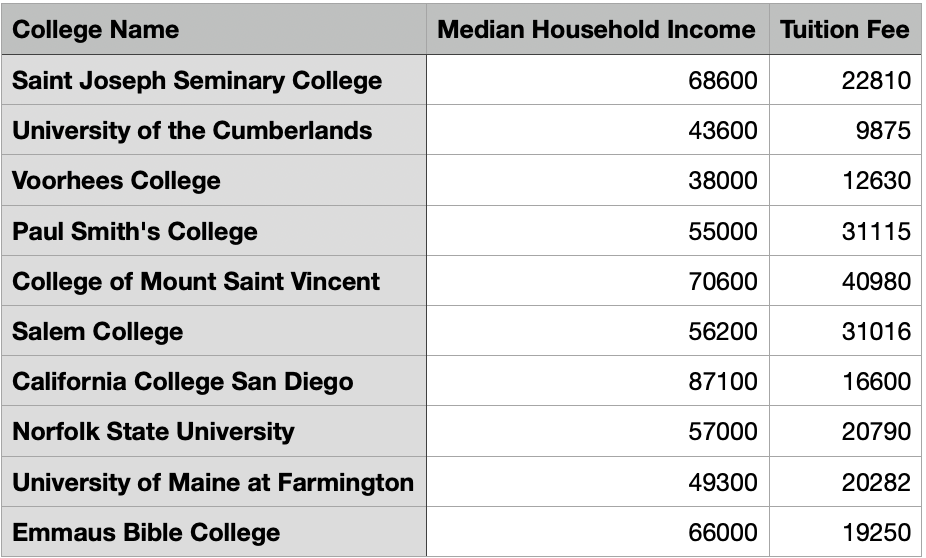 College Name Median Household Income Tuition Fee
Saint Joseph Seminary College 68600 22810
University of the Cumberlands 43600 9875
Voorhees College 38000 12630
Paul Smith's College 55000 31115
College of Mount Saint Vincent 70600 40980
Salem College 56200 31016
California College San Diego 87100 16600
Norfolk State University 57000 20790
University of Maine at Farmington 49300 20282
Emmaus Bible College 66000 19250